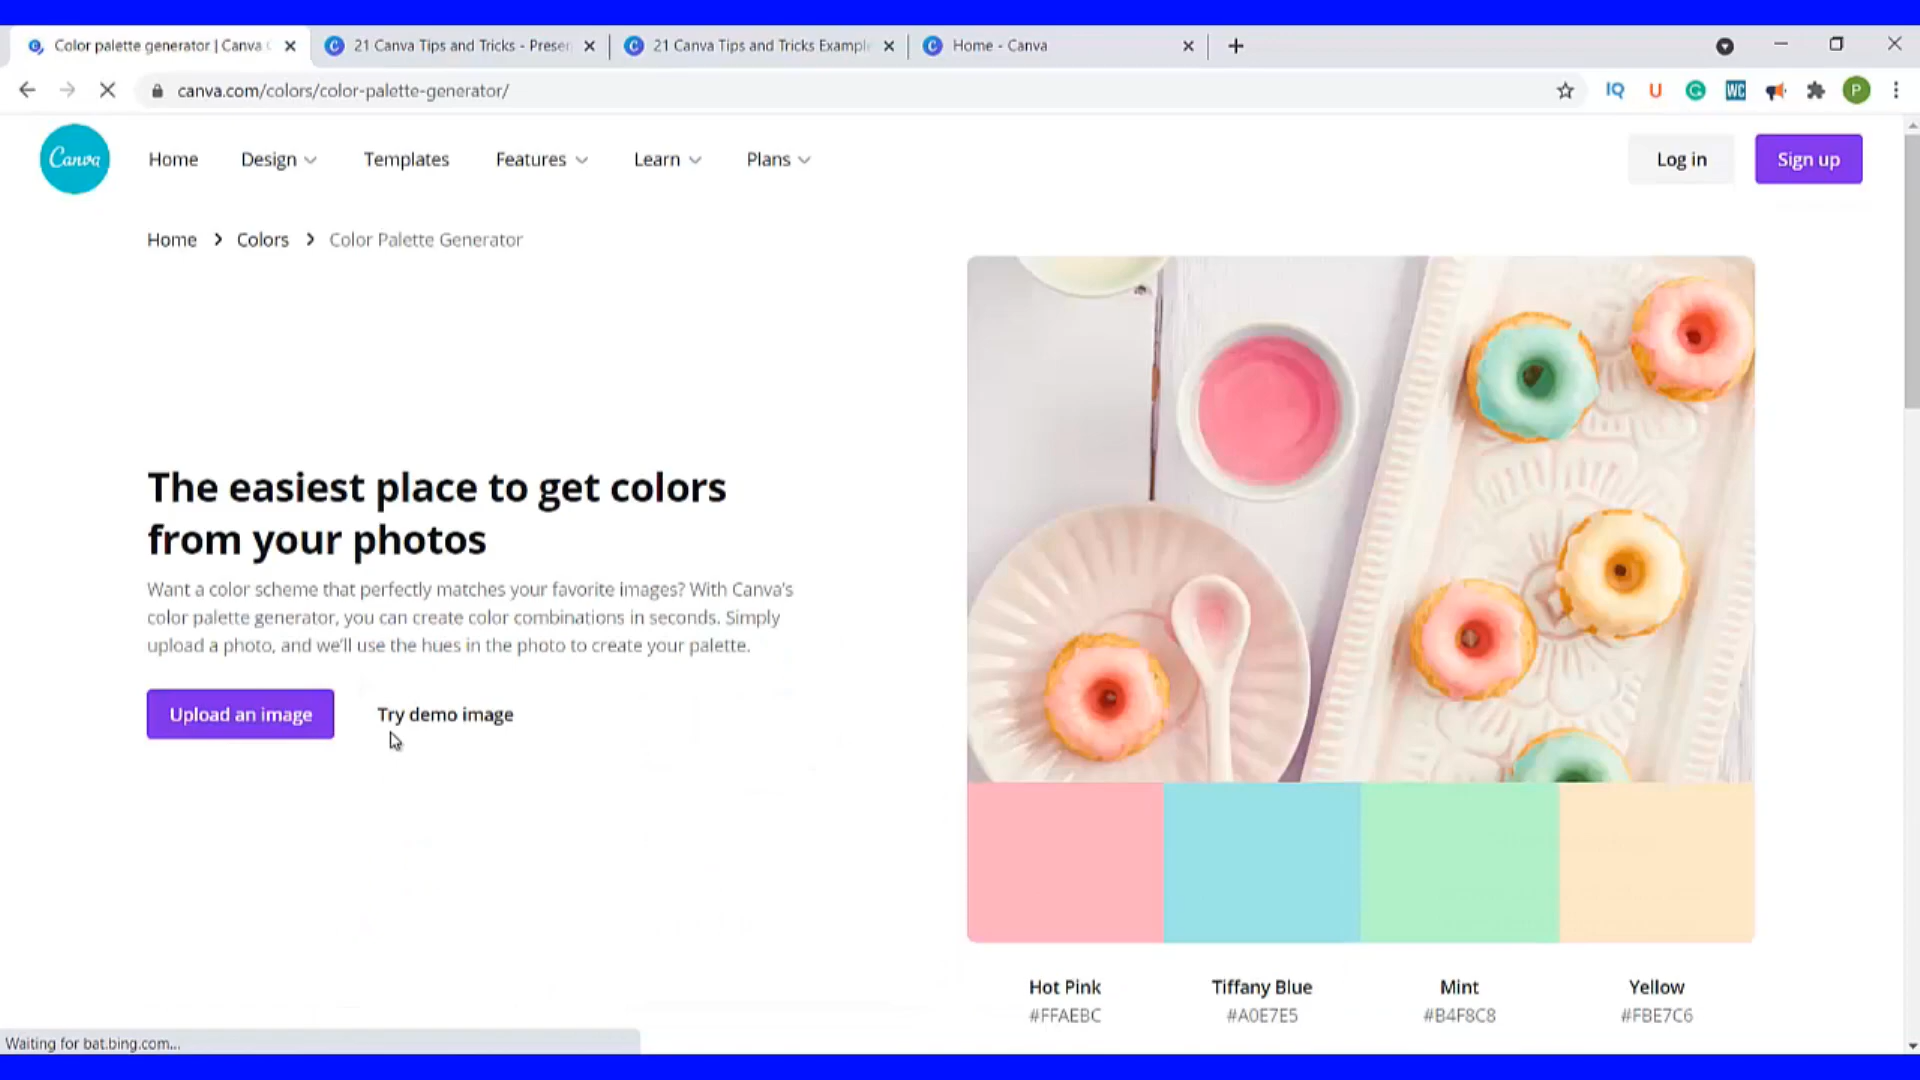 Color palette generator | Canva
21 Canva Tips and Tricks - Presen
21 Canva Tips and Tricks Example
Home - Canva
canva.com/colors/color-palette-generator/
IQ
U
G
WC
P
Canva
Home
Design
Templates
Features
Learn
Plans
Log in
Sign up
Home > Colors > Color Palette Generator
The easiest place to get colors
from your photos
Want a color scheme that perfectly matches your favorite images? With Canva's
color palette generator, you can create color combinations in seconds. Simply
upload a photo, and we'll use the hues in the photo to create your palette.
Upload an image
Try demo image
Hot Pink
#FFAEBC
Tiffany Blue
#A0E7E5
Mint
#B4F8C8
Yellow
#FBE7C6
Waiting for bat.bing.com...